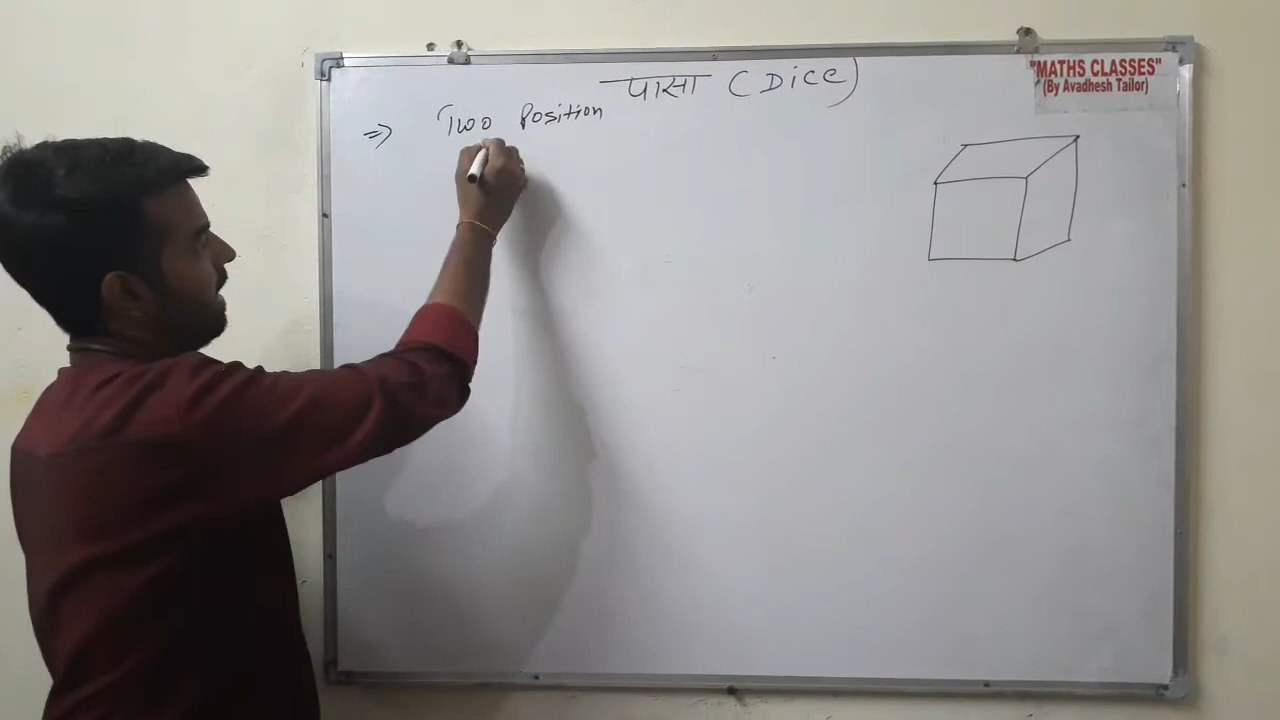 पासा (Dice)
"MATHS CLASSES"
(By Avadhesh Tailor)
⇒ Two Position